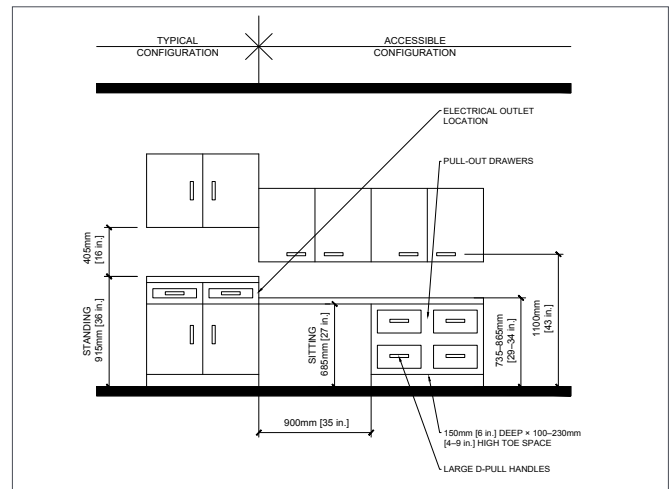 TYPICAL
CONFIGURATION
ACCESSIBLE
CONFIGURATION
ELECTRICAL OUTLET
LOCATION
PULL-OUT DRAWERS
405mm
[16 in.]
STANDING
915mm [36 in.]
SITTING
685mm [27 in.]
735–865mm
[29–34 in.]
1100mm
[43 in.]
900mm [35 in.]
150mm [6 in.] DEEP × 100–230mm
[4–9 in.] HIGH TOE SPACE
LARGE D-PULL HANDLES